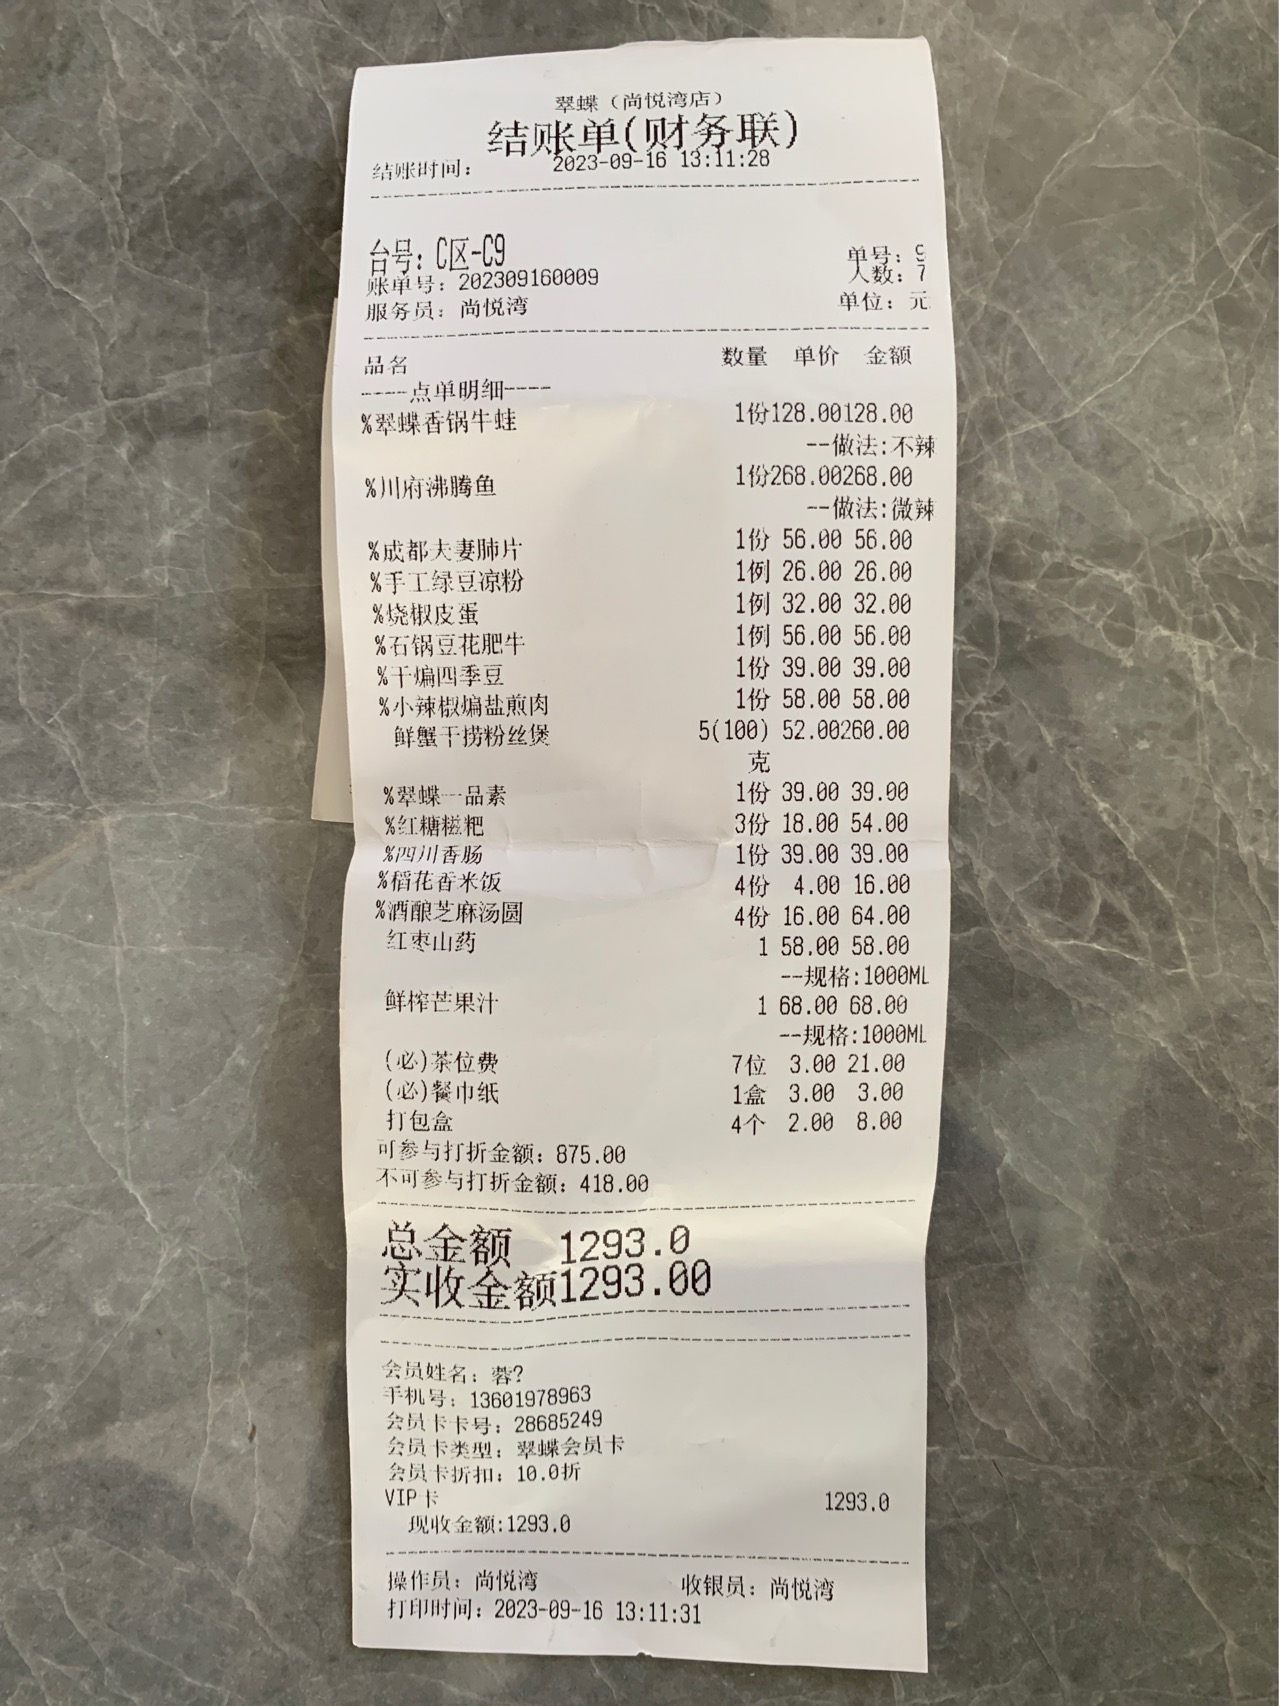 翠蝶（尚悦湾店）
结账单(财务联)
结账时间： 2023-09-16 13:11:28
台号：C区-C9 单号：9
账单号：202309160009 人数：7
服务员：尚悦湾 单位：元
品名 数量 单价 金额
----点单明细----
%翠蝶香锅牛蛙 1份128.00128.00
--做法:不辣
%川府沸腾鱼 1份268.00268.00
--做法:微辣
%成都夫妻肺片 1份 56.00 56.00
%手工绿豆凉粉 1例 26.00 26.00
%烧椒皮蛋 1例 32.00 32.00
%石锅豆花肥牛 1例 56.00 56.00
%干煸四季豆 1份 39.00 39.00
%小辣椒煸盐煎肉 1份 58.00 58.00
鲜蟹干捞粉丝煲 5(100) 52.00260.00
克
%翠蝶一品素 1份 39.00 39.00
%红糖糍粑 3份 18.00 54.00
%四川香肠 1份 39.00 39.00
%稻花香米饭 4份 4.00 16.00
%酒酿芝麻汤圆 4份 16.00 64.00
红枣山药 1 58.00 58.00
--规格:1000ML
鲜榨芒果汁 1 68.00 68.00
--规格:1000ML
(必)茶位费 7位 3.00 21.00
(必)餐巾纸 1盒 3.00 3.00
打包盒 4个 2.00 8.00
可参与打折金额：875.00
不可参与打折金额：418.00
总金额 1293.0
实收金额1293.00
会员姓名：蓉?
手机号：13601978963
会员卡卡号：28685249
会员卡类型：翠蝶会员卡
会员卡折扣：10.0折
VIP卡 1293.0
现收金额:1293.0
操作员：尚悦湾 收银员：尚悦湾
打印时间：2023-09-16 13:11:31